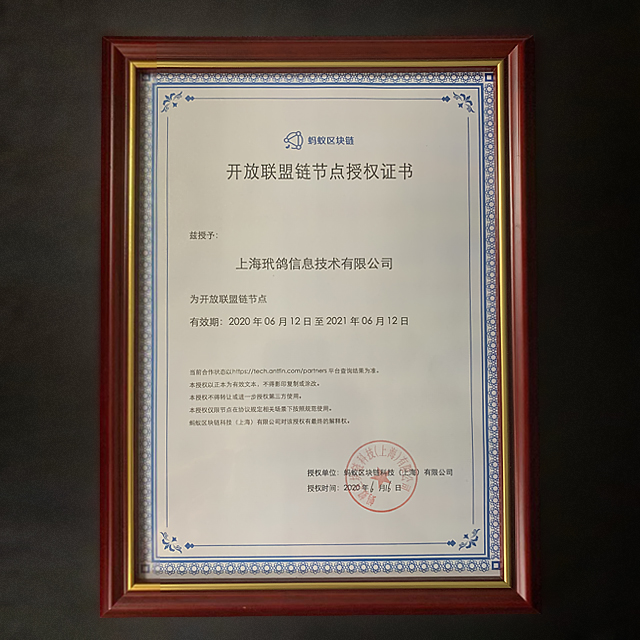 蚂蚁区块链
开放联盟链节点授权证书
兹授予：
上海玳鸽信息技术有限公司
为开放联盟链节点
有效期：2020 年 06 月 12 日 至 2021 年 06 月 12 日
当前合作状态以https://tech.antfin.com/partners 平台查询结果为准。
本授权以正本为有效文本，不得影印复制或涂改。
本授权不得转让或进一步授权第三方使用。
本授权仅限节点在协议规定相关场景下按照规范使用。
蚂蚁区块链科技（上海）有限公司对该授权有最终的解释权。
授权单位：蚂蚁区块链科技（上海）有限公司
授权时间：2020 年 6 月 16 日